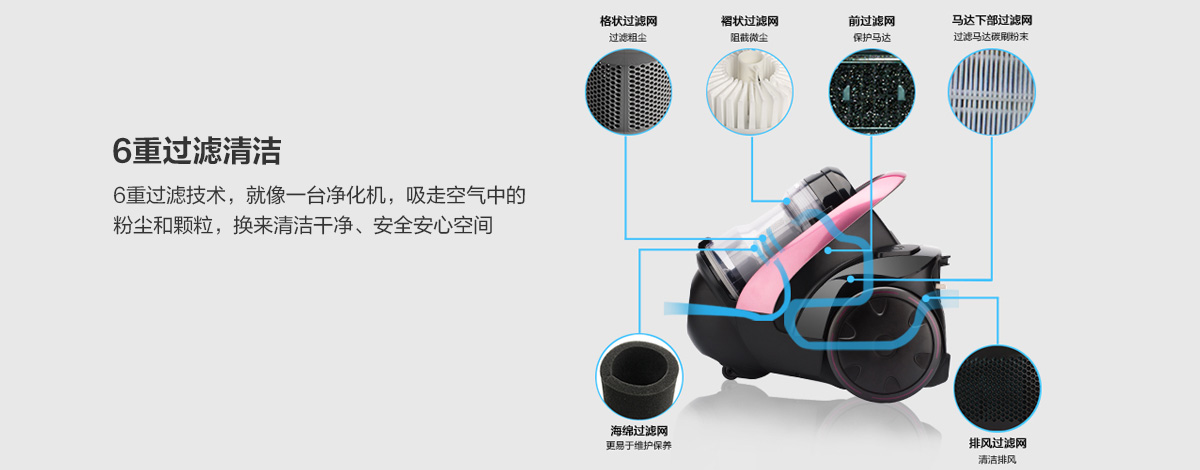 6重过滤清洁
6重过滤技术，就像一台净化机，吸走空气中的
粉尘和颗粒，换来清洁干净、安全安心空间
格状过滤网
过滤粗尘
褶状过滤网
阻截微尘
前过滤网
保护马达
马达下部过滤网
过滤马达碳刷粉末
海绵过滤网
更易于维护保养
排风过滤网
清洁排风